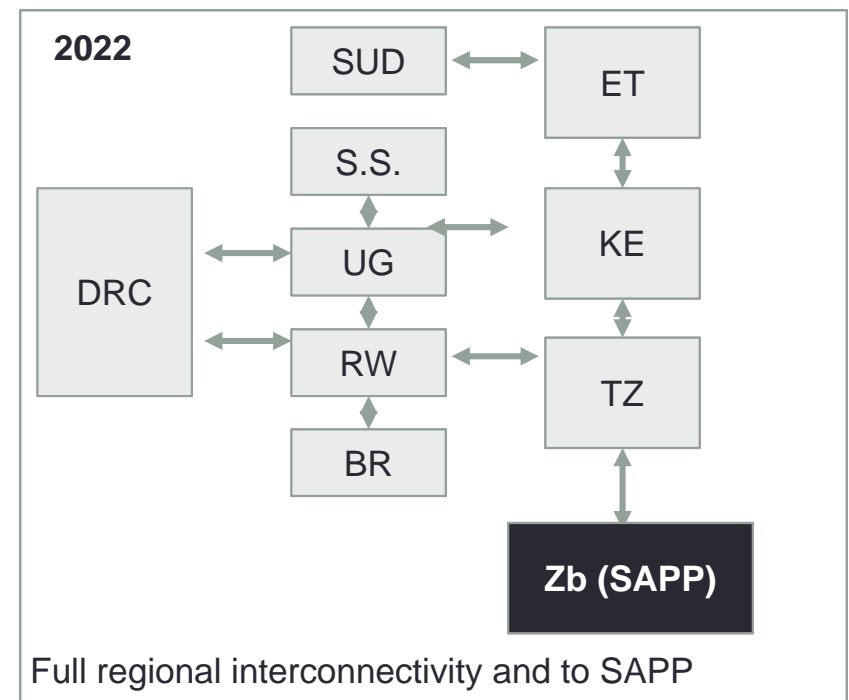 2022
SUD
ET
S.S.
KE
UG
DRC
RW
TZ
BR
Zb (SAPP)
Full regional interconnectivity and to SAPP